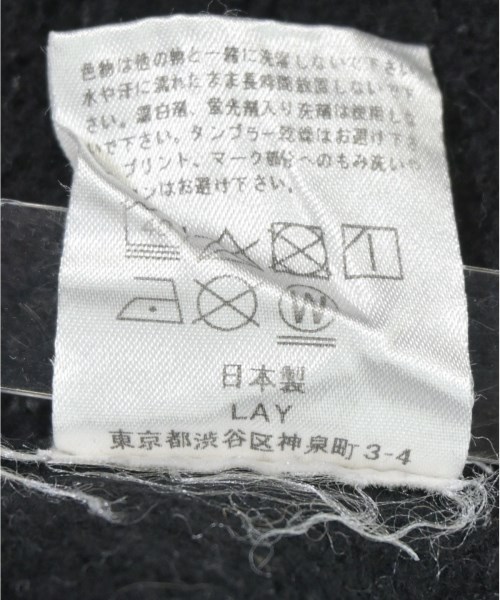 色物は他の物と一緒に洗濯しないで下さい
水や汗に濡れたまま長時間放置しないで下
さい。蛍光剤入り洗剤は使用しな
いで下さい。タンブラー乾燥はお避け下さ
プリント、マーク部分へのもみ洗いや
ンはお避け下さい。
W
日本製
LAY
東京都渋谷区神泉町3-4